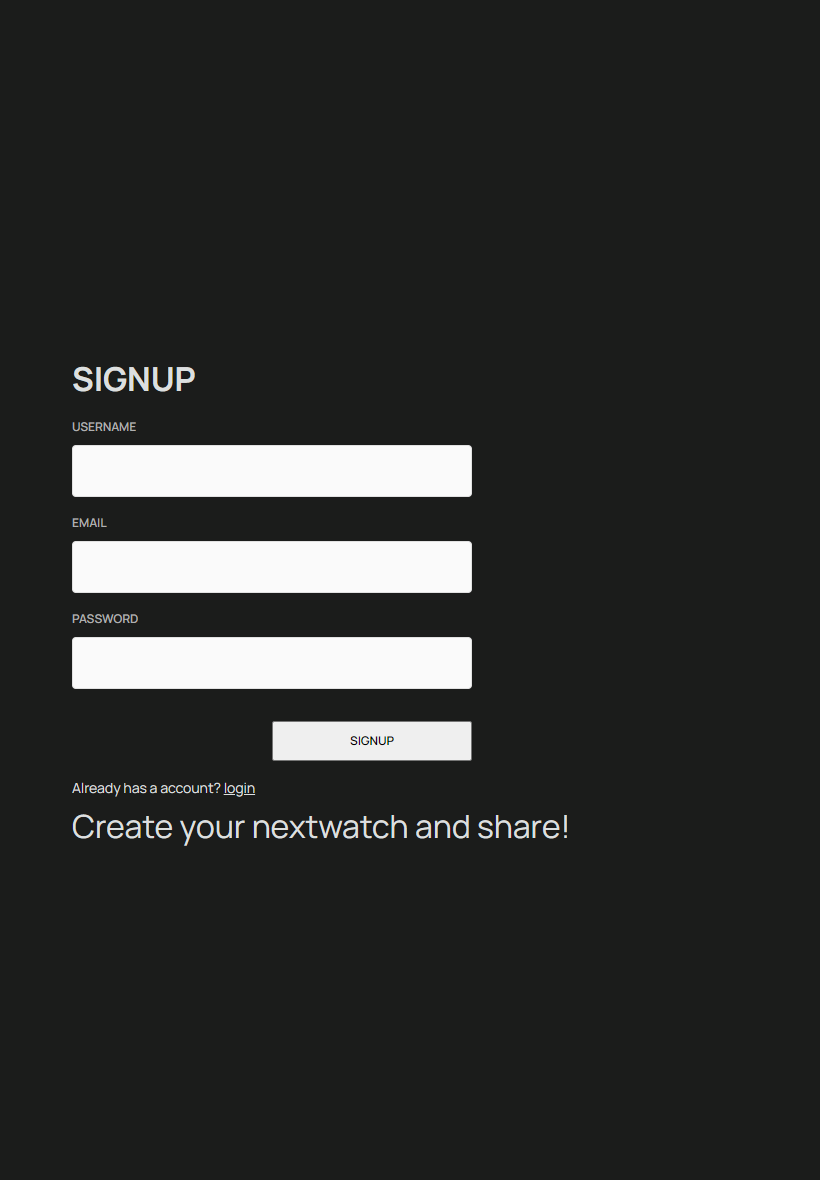 SIGNUP
USERNAME
EMAIL
PASSWORD
SIGNUP
Already has a account? login
Create your nextwatch and share!